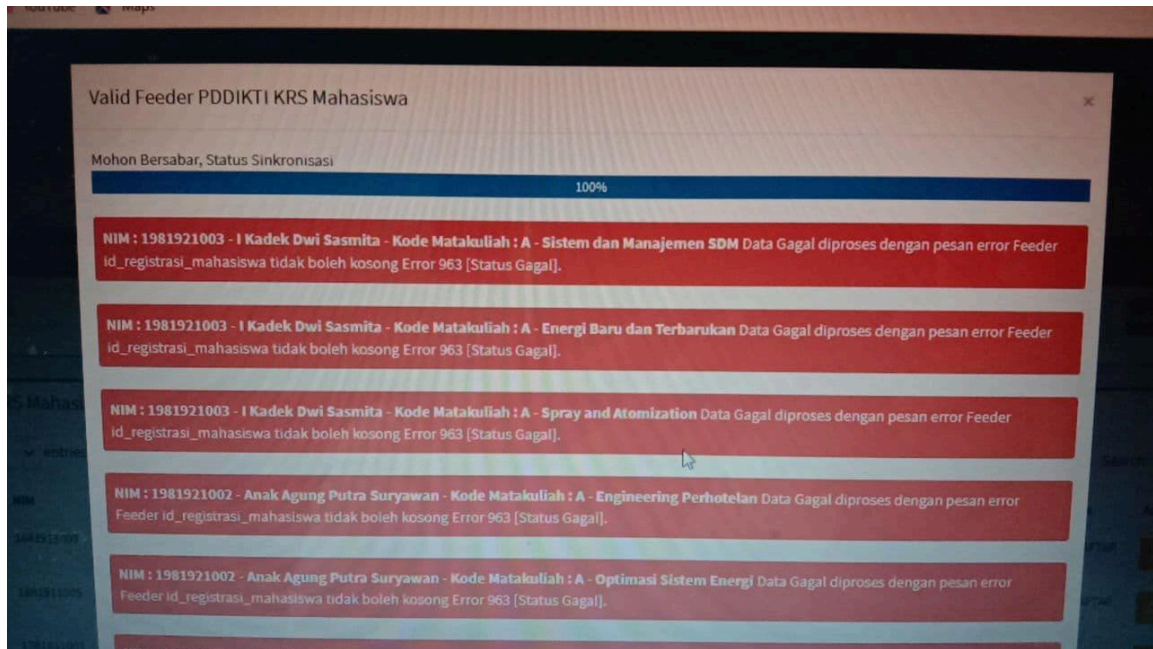 YouTube Maps
Valid Feeder PDDIKTI KRS Mahasiswa
×
Mohon Bersabar, Status Sinkronisasi
100%
NIM : 1981921003 - I Kadek Dwi Sasmita - Kode Matakuliah : A - Sistem dan Manajemen SDM Data Gagal diproses dengan pesan error Feeder
id_registrasi_mahasiswa tidak boleh kosong Error 963 [Status Gagal].
NIM : 1981921003 - I Kadek Dwi Sasmita - Kode Matakuliah : A - Energi Baru dan Terbarukan Data Gagal diproses dengan pesan error Feeder
id_registrasi_mahasiswa tidak boleh kosong Error 963 [Status Gagal].
NIM : 1981921003 - I Kadek Dwi Sasmita - Kode Matakuliah : A - Spray and Atomization Data Gagal diproses dengan pesan error Feeder
id_registrasi_mahasiswa tidak boleh kosong Error 963 [Status Gagal].
NIM : 1981921002 - Anak Agung Putra Suryawan - Kode Matakuliah : A - Engineering Perhotelan Data Gagal diproses dengan pesan error
Feeder id_registrasi_mahasiswa tidak boleh kosong Error 963 [Status Gagal].
NIM : 1981921002 - Anak Agung Putra Suryawan - Kode Matakuliah : A - Optimasi Sistem Energi Data Gagal diproses dengan pesan error
Feeder id_registrasi_mahasiswa tidak boleh kosong Error 963 [Status Gagal].
entries
NIM